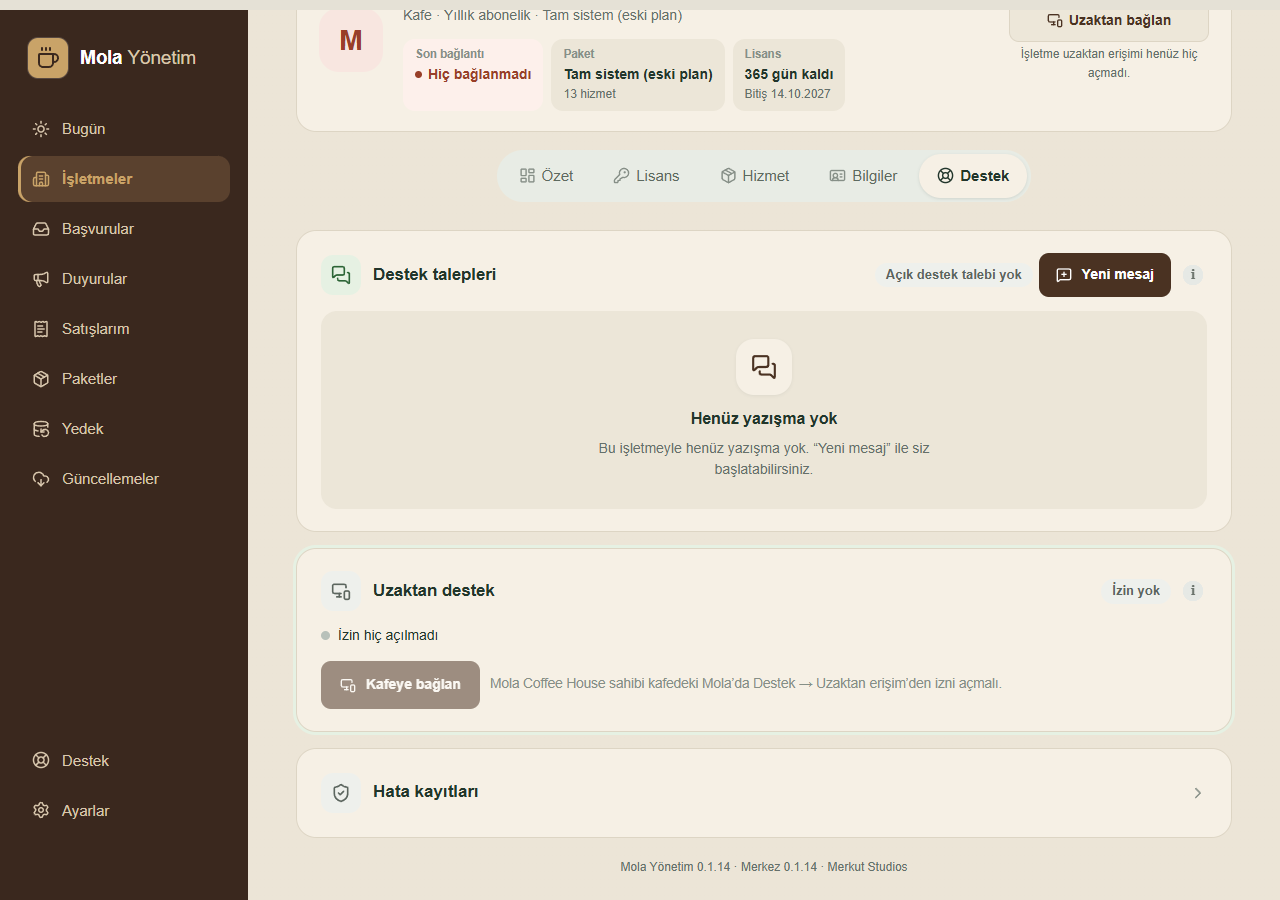 Mola Yönetim
Bugün
İşletmeler
Başvurular
Duyurular
Satışlarım
Paketler
Yedek
Güncellemeler
Destek
Ayarlar
M
Kafe · Yıllık abonelik · Tam sistem (eski plan)
Son bağlantı
Hiç bağlanmadı
Paket
Tam sistem (eski plan)
13 hizmet
Lisans
365 gün kaldı
Bitiş 14.10.2027
Uzaktan bağlan
İşletme uzaktan erişimi henüz hiç
açmadı.
Özet
Lisans
Hizmet
Bilgiler
Destek
Destek talepleri
Açık destek talebi yok
Yeni mesaj
i
Henüz yazışma yok
Bu işletmeyle henüz yazışma yok. “Yeni mesaj” ile siz
başlatabilirsiniz.
Uzaktan destek
İzin yok
i
İzin hiç açılmadı
Kafeye bağlan
Mola Coffee House sahibi kafedeki Mola’da Destek → Uzaktan erişim’den izni açmalı.
Hata kayıtları
Mola Yönetim 0.1.14 · Merkez 0.1.14 · Merkut Studios